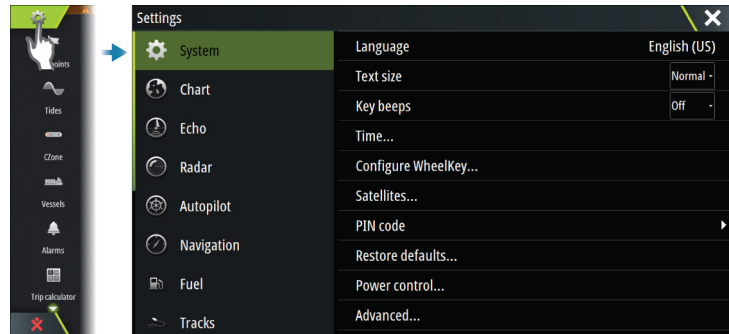 Settings
oints
Tides
CZone
Vessels
Alarms
Trip calculator
System
Chart
Echo
Radar
Autopilot
Navigation
Fuel
Tracks
Language English (US)
Text size Normal
Key beeps Off
Time...
Configure WheelKey...
Satellites...
PIN code
Restore defaults...
Power control...
Advanced...